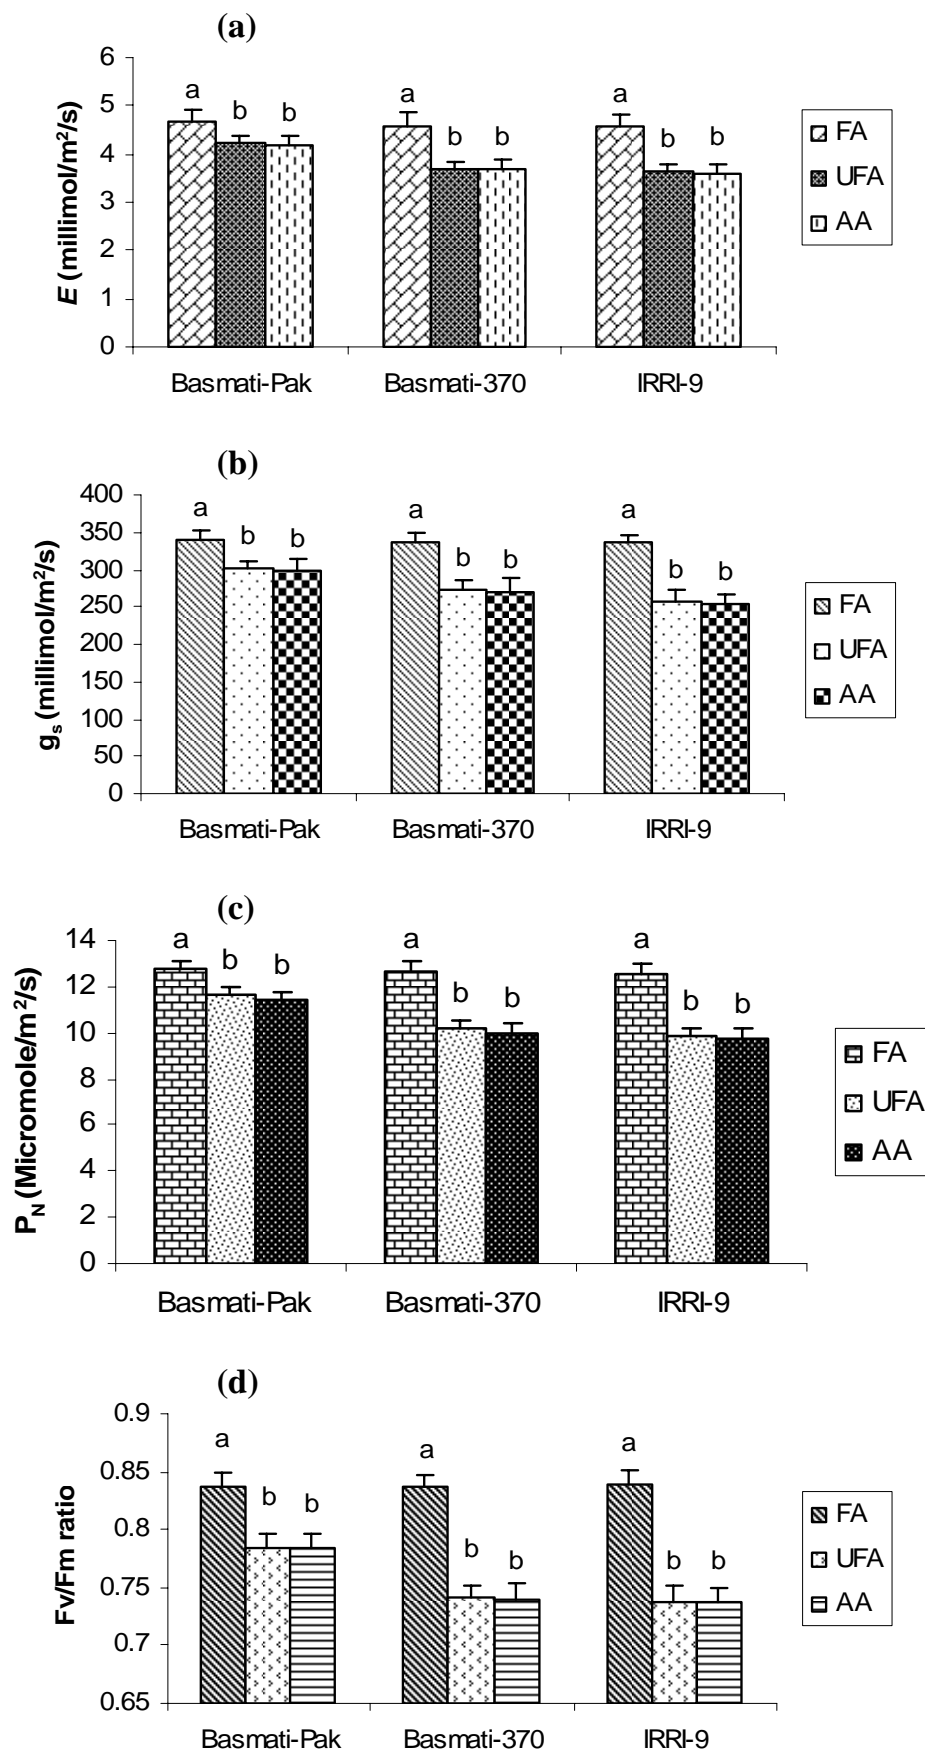 (a)
E (millimol/m²/s)
6
5
4
3
2
1
0
a b b
a b b
a b b
Basmati-Pak Basmati-370 IRRI-9
FA
UFA
AA
(b)
gₛ (millimol/m²/s)
400
350
300
250
200
150
100
50
0
a b b
a b b
a b b
Basmati-Pak Basmati-370 IRRI-9
FA
UFA
AA
(c)
P_N (Micromole/m²/s)
14
12
10
8
6
4
2
0
a b b
a b b
a b b
Basmati-Pak Basmati-370 IRRI-9
FA
UFA
AA
(d)
Fv/Fm ratio
0.9
0.85
0.8
0.75
0.7
0.65
a b b
a b b
a b b
Basmati-Pak Basmati-370 IRRI-9
FA
UFA
AA